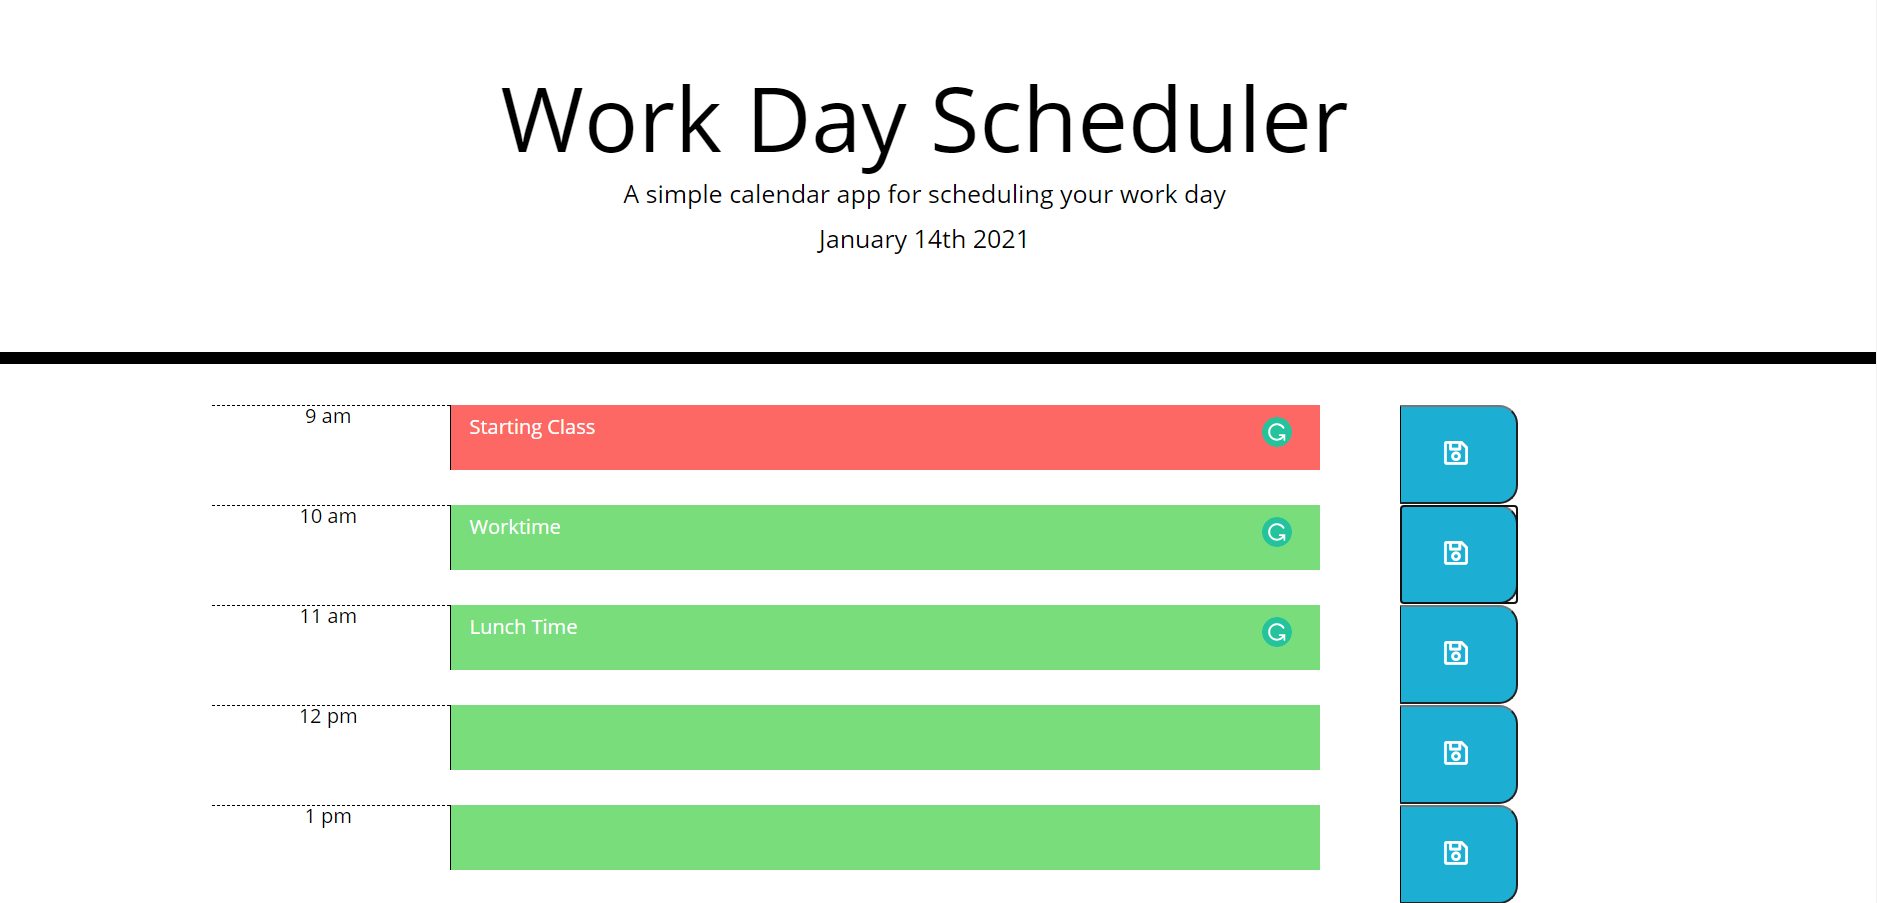 Work Day Scheduler
A simple calendar app for scheduling your work day
January 14th 2021
9 am
Starting Class
10 am
Worktime
11 am
Lunch Time
12 pm
1 pm